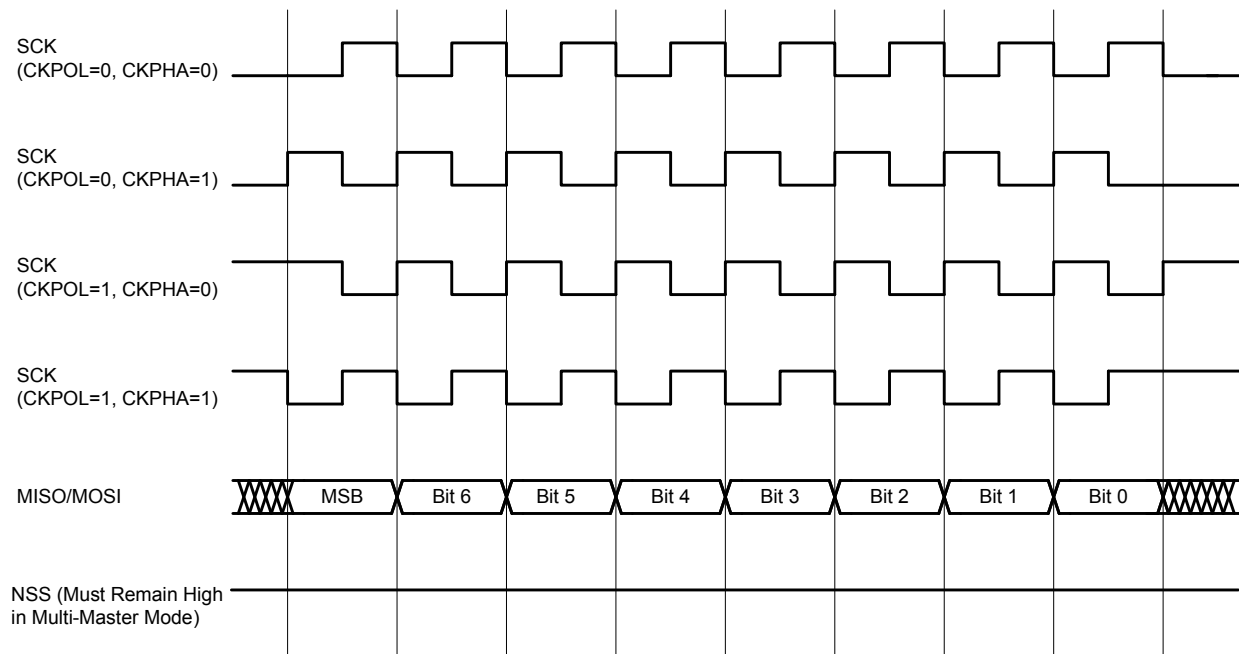 SCK
(CKPOL=0, CKPHA=0)
SCK
(CKPOL=0, CKPHA=1)
SCK
(CKPOL=1, CKPHA=0)
SCK
(CKPOL=1, CKPHA=1)
MISO/MOSI MSB Bit 6 Bit 5 Bit 4 Bit 3 Bit 2 Bit 1 Bit 0
NSS (Must Remain High
in Multi-Master Mode)